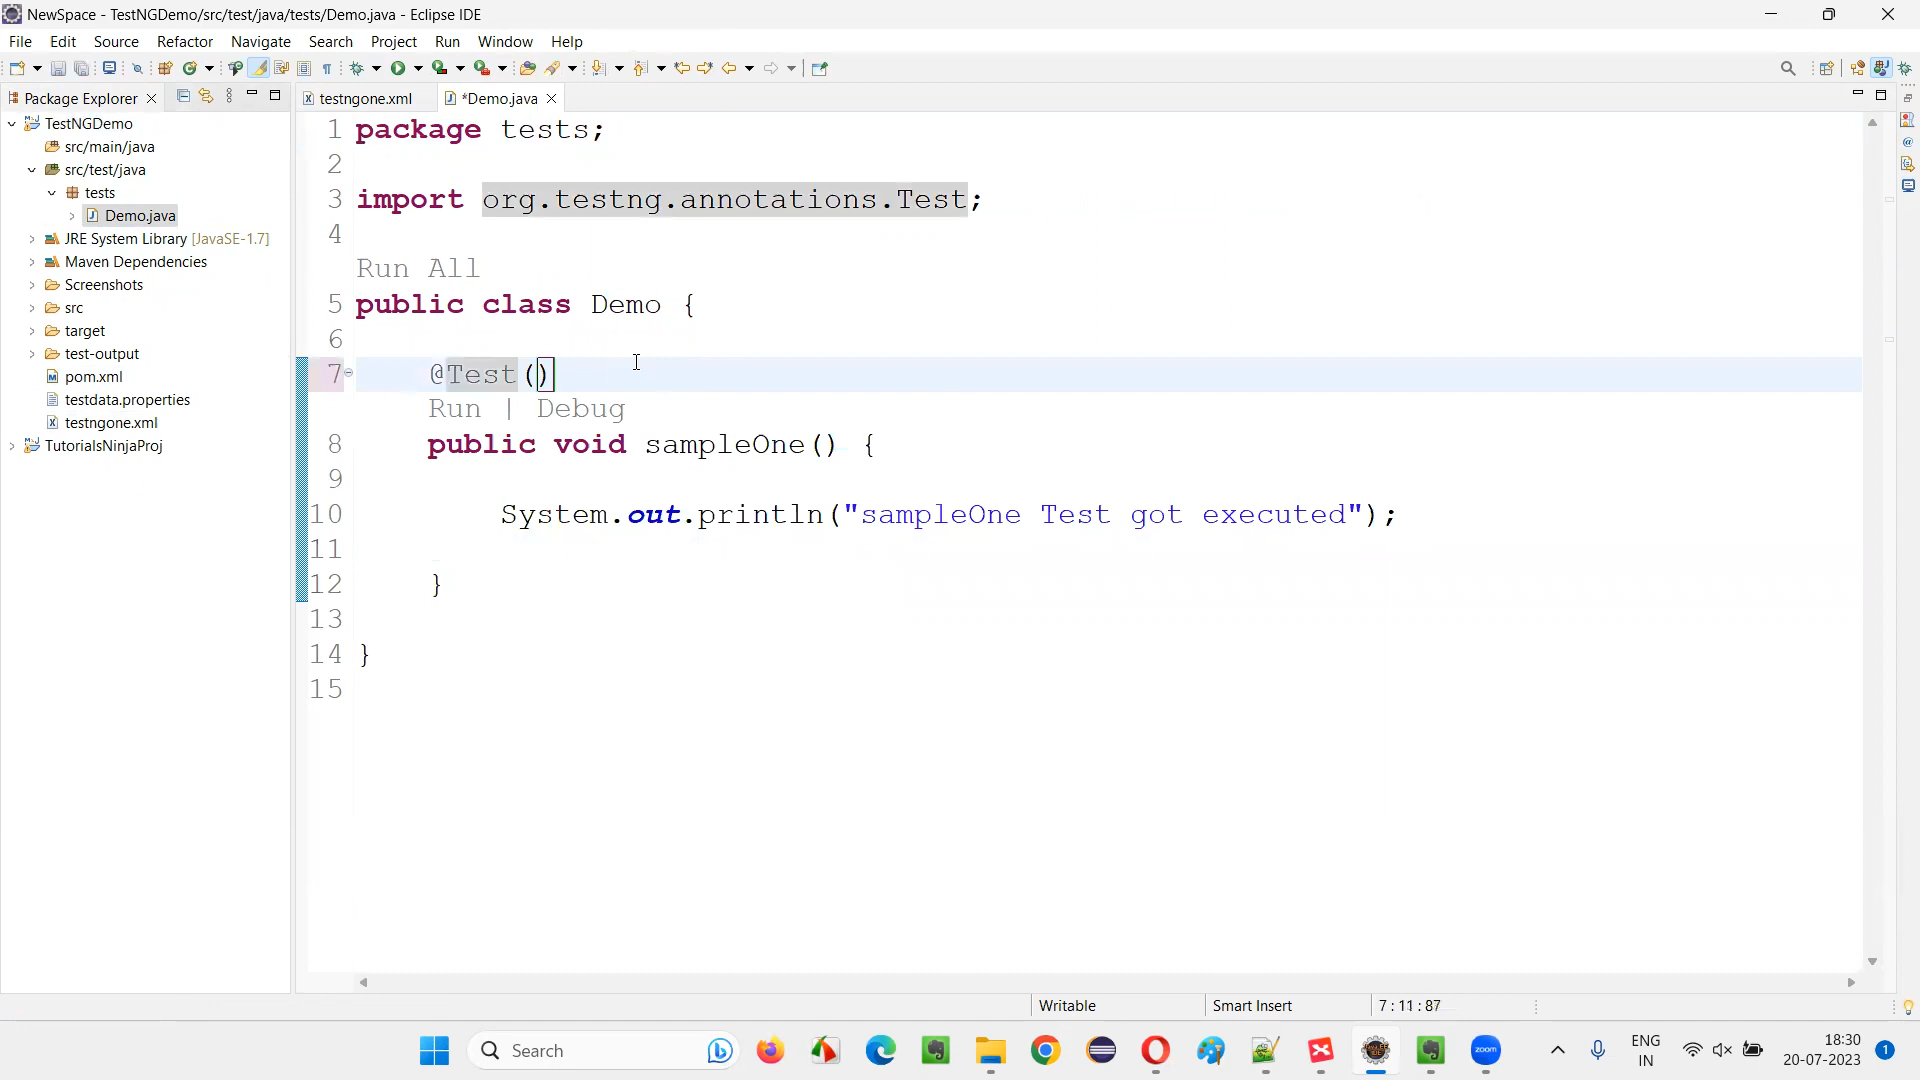 NewSpace - TestNGDemo/src/test/java/tests/Demo.java - Eclipse IDE
File Edit Source Refactor Navigate Search Project Run Window Help
Package Explorer
testngone.xml
*Demo.java
TestNGDemo
src/main/java
src/test/java
tests
Demo.java
JRE System Library [JavaSE-1.7]
Maven Dependencies
Screenshots
src
target
test-output
pom.xml
testdata.properties
testngone.xml
TutorialsNinjaProj
1 package tests;
2
3 import org.testng.annotations.Test;
4
Run All
5 public class Demo {
6
7 @Test()
Run | Debug
8 public void sampleOne() {
9
10 System.out.println("sampleOne Test got executed");
11
12 }
13
14 }
15
Writable
Smart Insert
7 : 11 : 87
Search
zoom
ENG
IN
18:30
20-07-2023
1